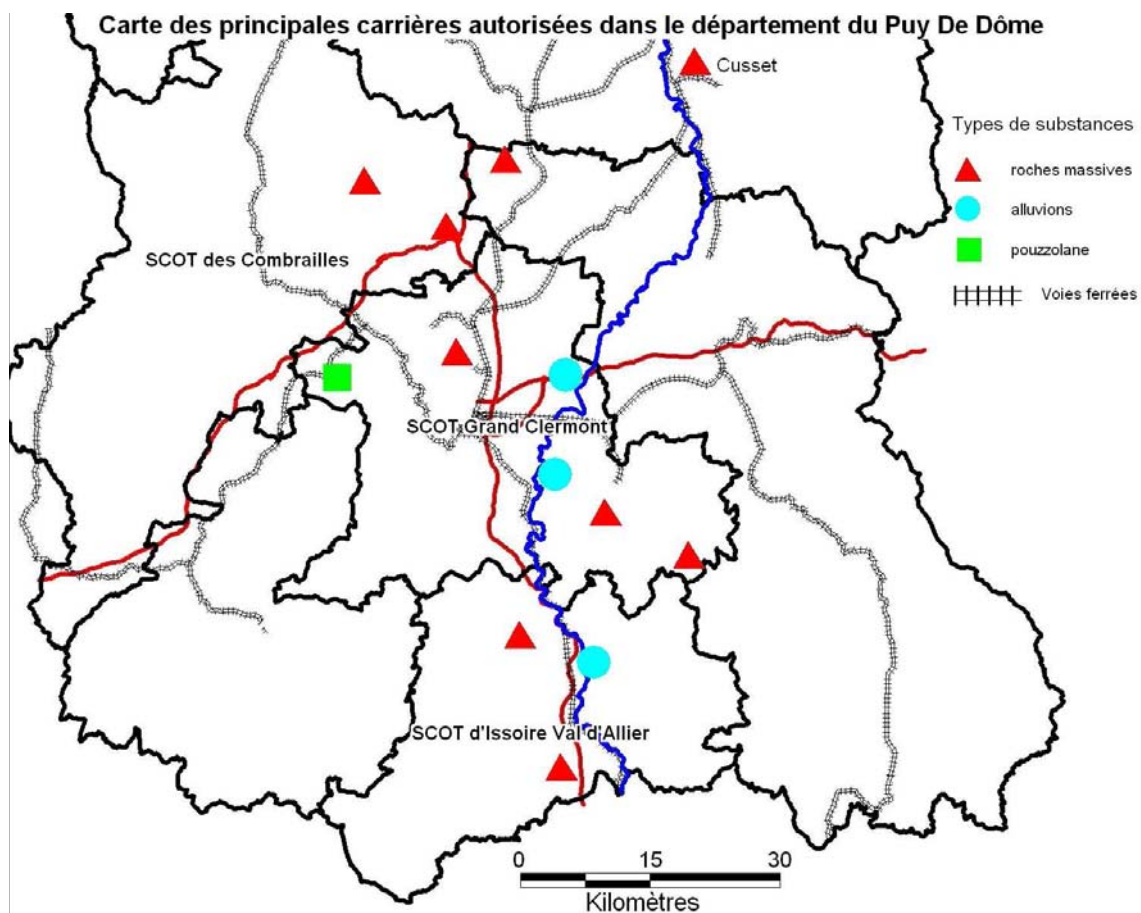 Carte des principales carrières autorisées dans le département du Puy De Dôme
Cusset
Types de substances
roches massives
alluvions
pouzzolane
Voies ferrées
SCOT des Combrailles
SCOT Grand Clermont
SCOT d'Issoire Val d'Allier
0 15 30
Kilomètres